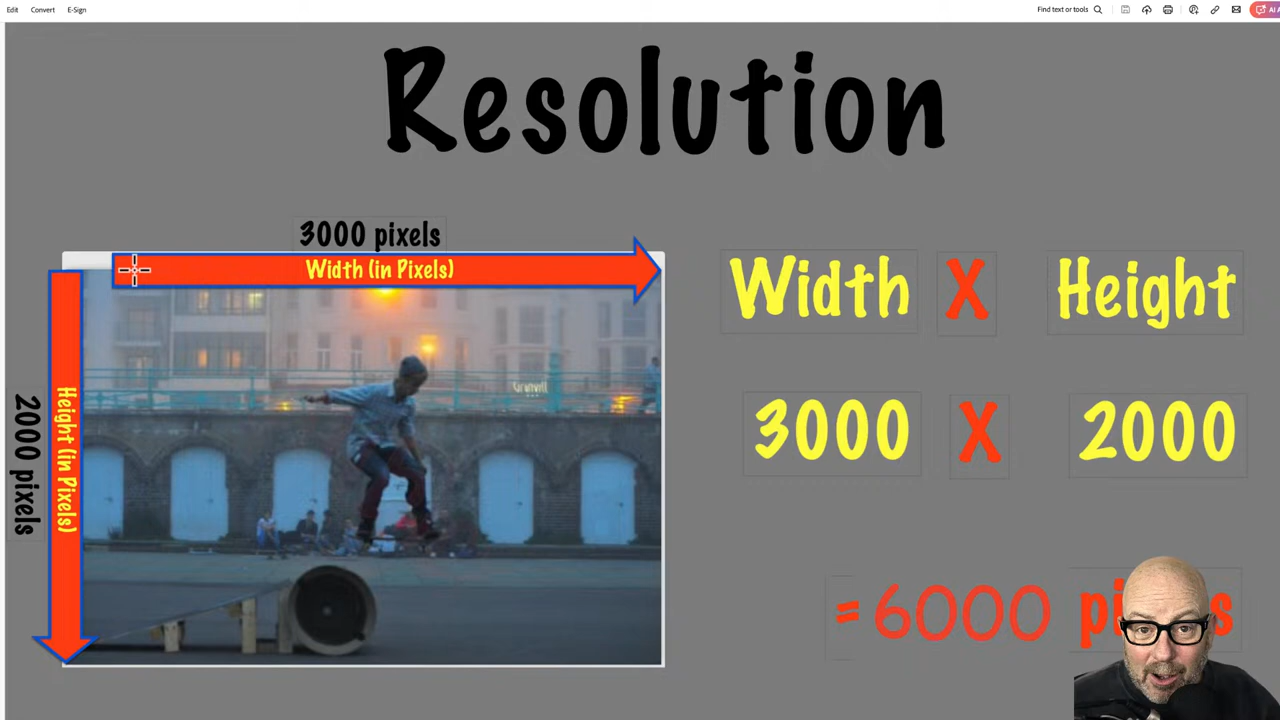 Edit Convert E-Sign Find text or tools AI A
Resolution
3000 pixels
Width (in Pixels)
Width X Height
Height (in Pixels)
2000 pixels
3000 X 2000
= 6000